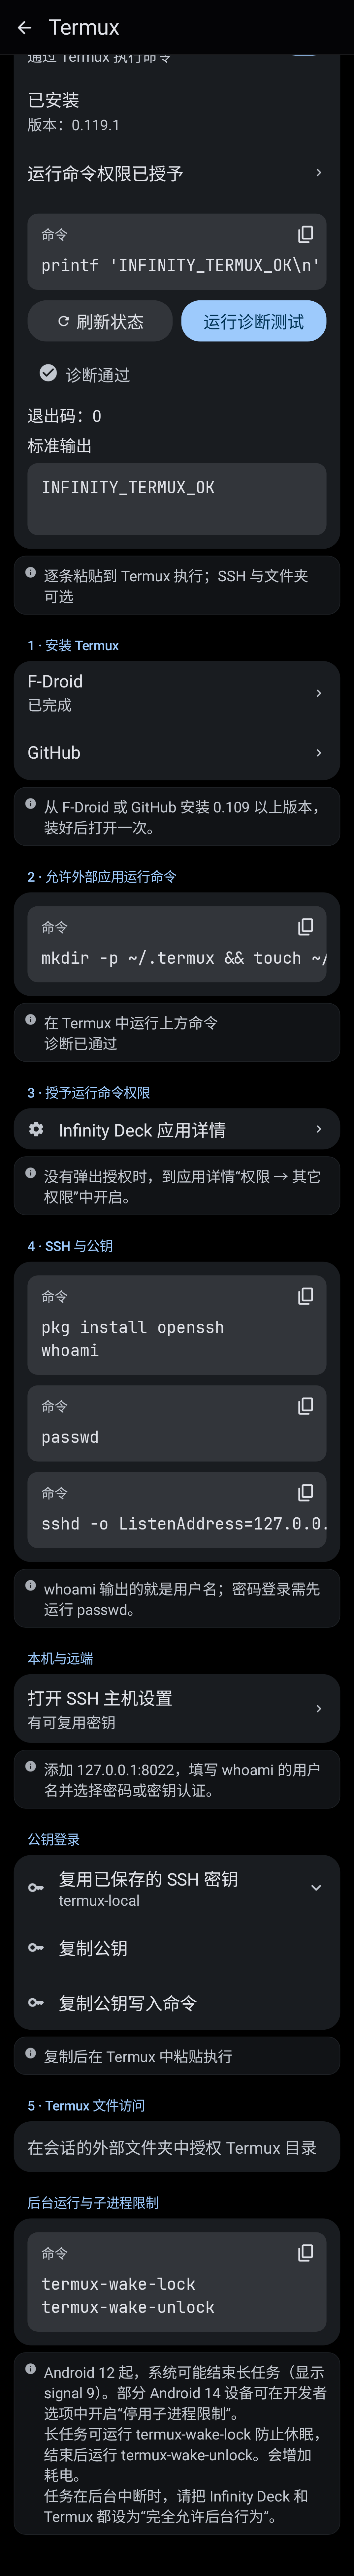 Termux
通过 Termux 执行命令
已安装
版本：0.119.1
运行命令权限已授予
命令
printf 'INFINITY_TERMUX_OK\n'
刷新状态
运行诊断测试
诊断通过
退出码：0
标准输出
INFINITY_TERMUX_OK
逐条粘贴到 Termux 执行；SSH 与文件夹
可选
1 · 安装 Termux
F-Droid
已完成
GitHub
从 F-Droid 或 GitHub 安装 0.109 以上版本，
装好后打开一次。
2 · 允许外部应用运行命令
命令
mkdir -p ~/.termux && touch ~/
在 Termux 中运行上方命令
诊断已通过
3 · 授予运行命令权限
Infinity Deck 应用详情
没有弹出授权时，到应用详情“权限 → 其它
权限”中开启。
4 · SSH 与公钥
命令
pkg install openssh
whoami
命令
passwd
命令
sshd -o ListenAddress=127.0.0.
whoami 输出的就是用户名；密码登录需先
运行 passwd。
本机与远端
打开 SSH 主机设置
有可复用密钥
添加 127.0.0.1:8022，填写 whoami 的用户
名并选择密码或密钥认证。
公钥登录
复用已保存的 SSH 密钥
termux-local
复制公钥
复制公钥写入命令
复制后在 Termux 中粘贴执行
5 · Termux 文件访问
在会话的外部文件夹中授权 Termux 目录
后台运行与子进程限制
命令
termux-wake-lock
termux-wake-unlock
Android 12 起，系统可能结束长任务（显示
signal 9）。部分 Android 14 设备可在开发者
选项中开启“停用子进程限制”。
长任务可运行 termux-wake-lock 防止休眠，
结束后运行 termux-wake-unlock。会增加
耗电。
任务在后台中断时，请把 Infinity Deck 和
Termux 都设为“完全允许后台行为”。